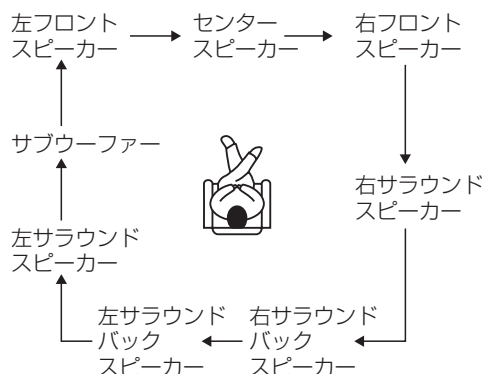 左フロント
スピーカー
センター
スピーカー
右フロント
スピーカー
サブウーファー
右サラウンド
スピーカー
左サラウンド
スピーカー
左サラウンド
バック
スピーカー
右サラウンド
バック
スピーカー